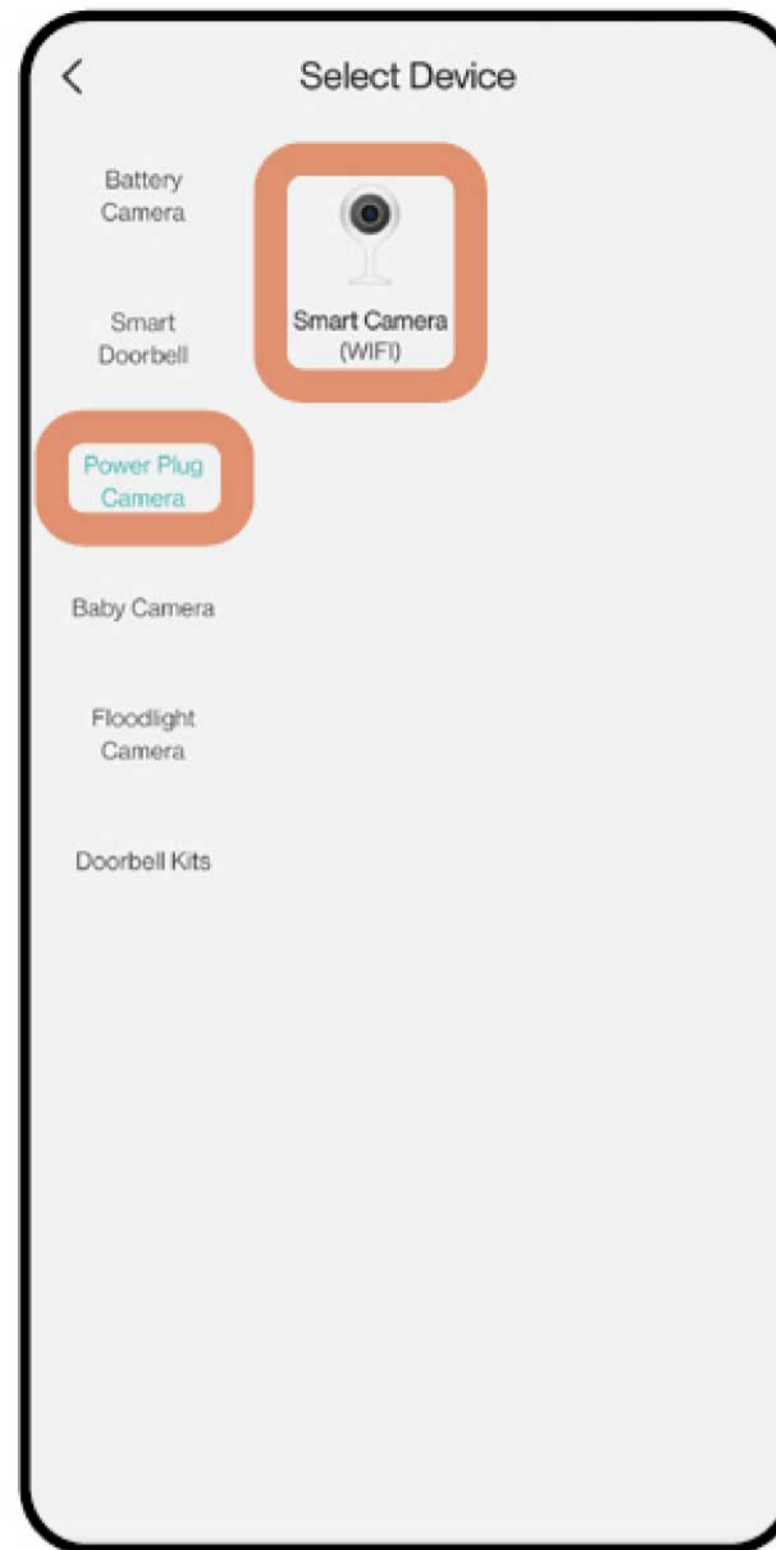 Select Device
Battery
Camera
Smart
Doorbell
Power Plug
Camera
Baby Camera
Floodlight
Camera
Doorbell Kits
Smart Camera
(WIFI)